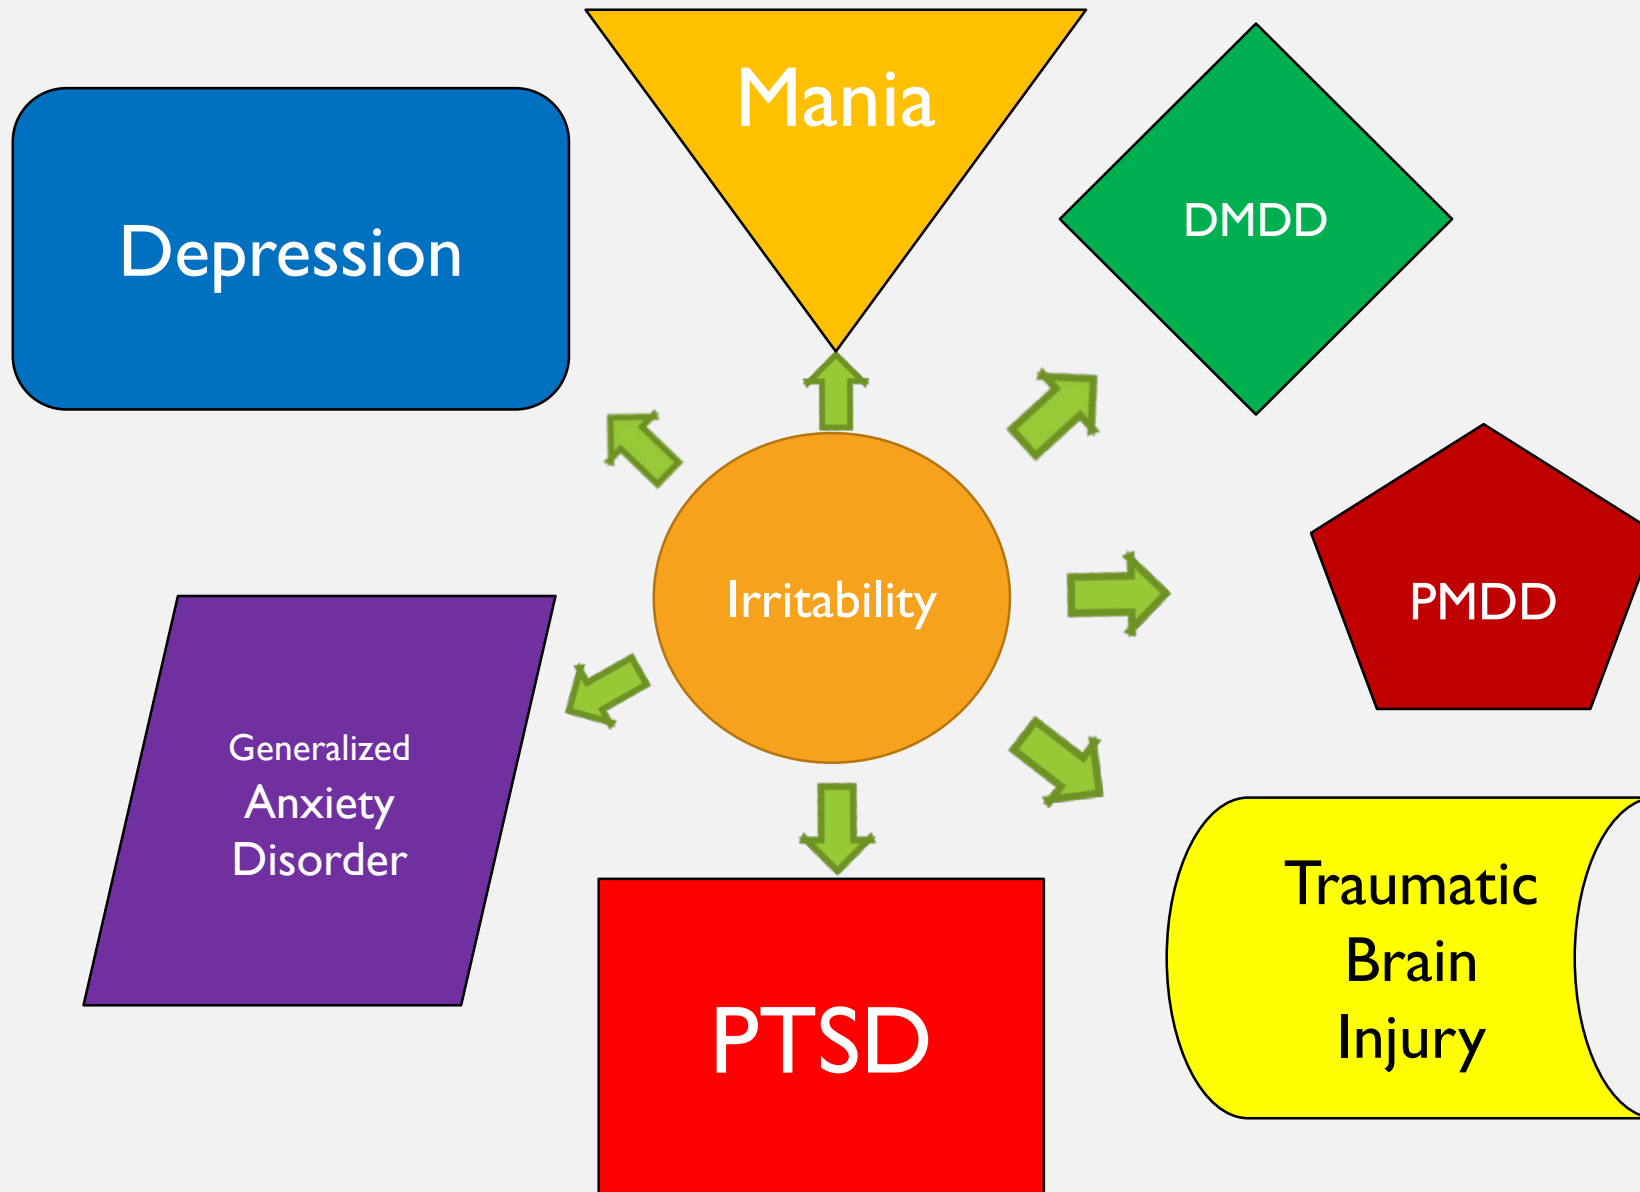 Mania
DMDD
Depression
Irritability
PMDD
Generalized
Anxiety
Disorder
Traumatic
Brain
Injury
PTSD